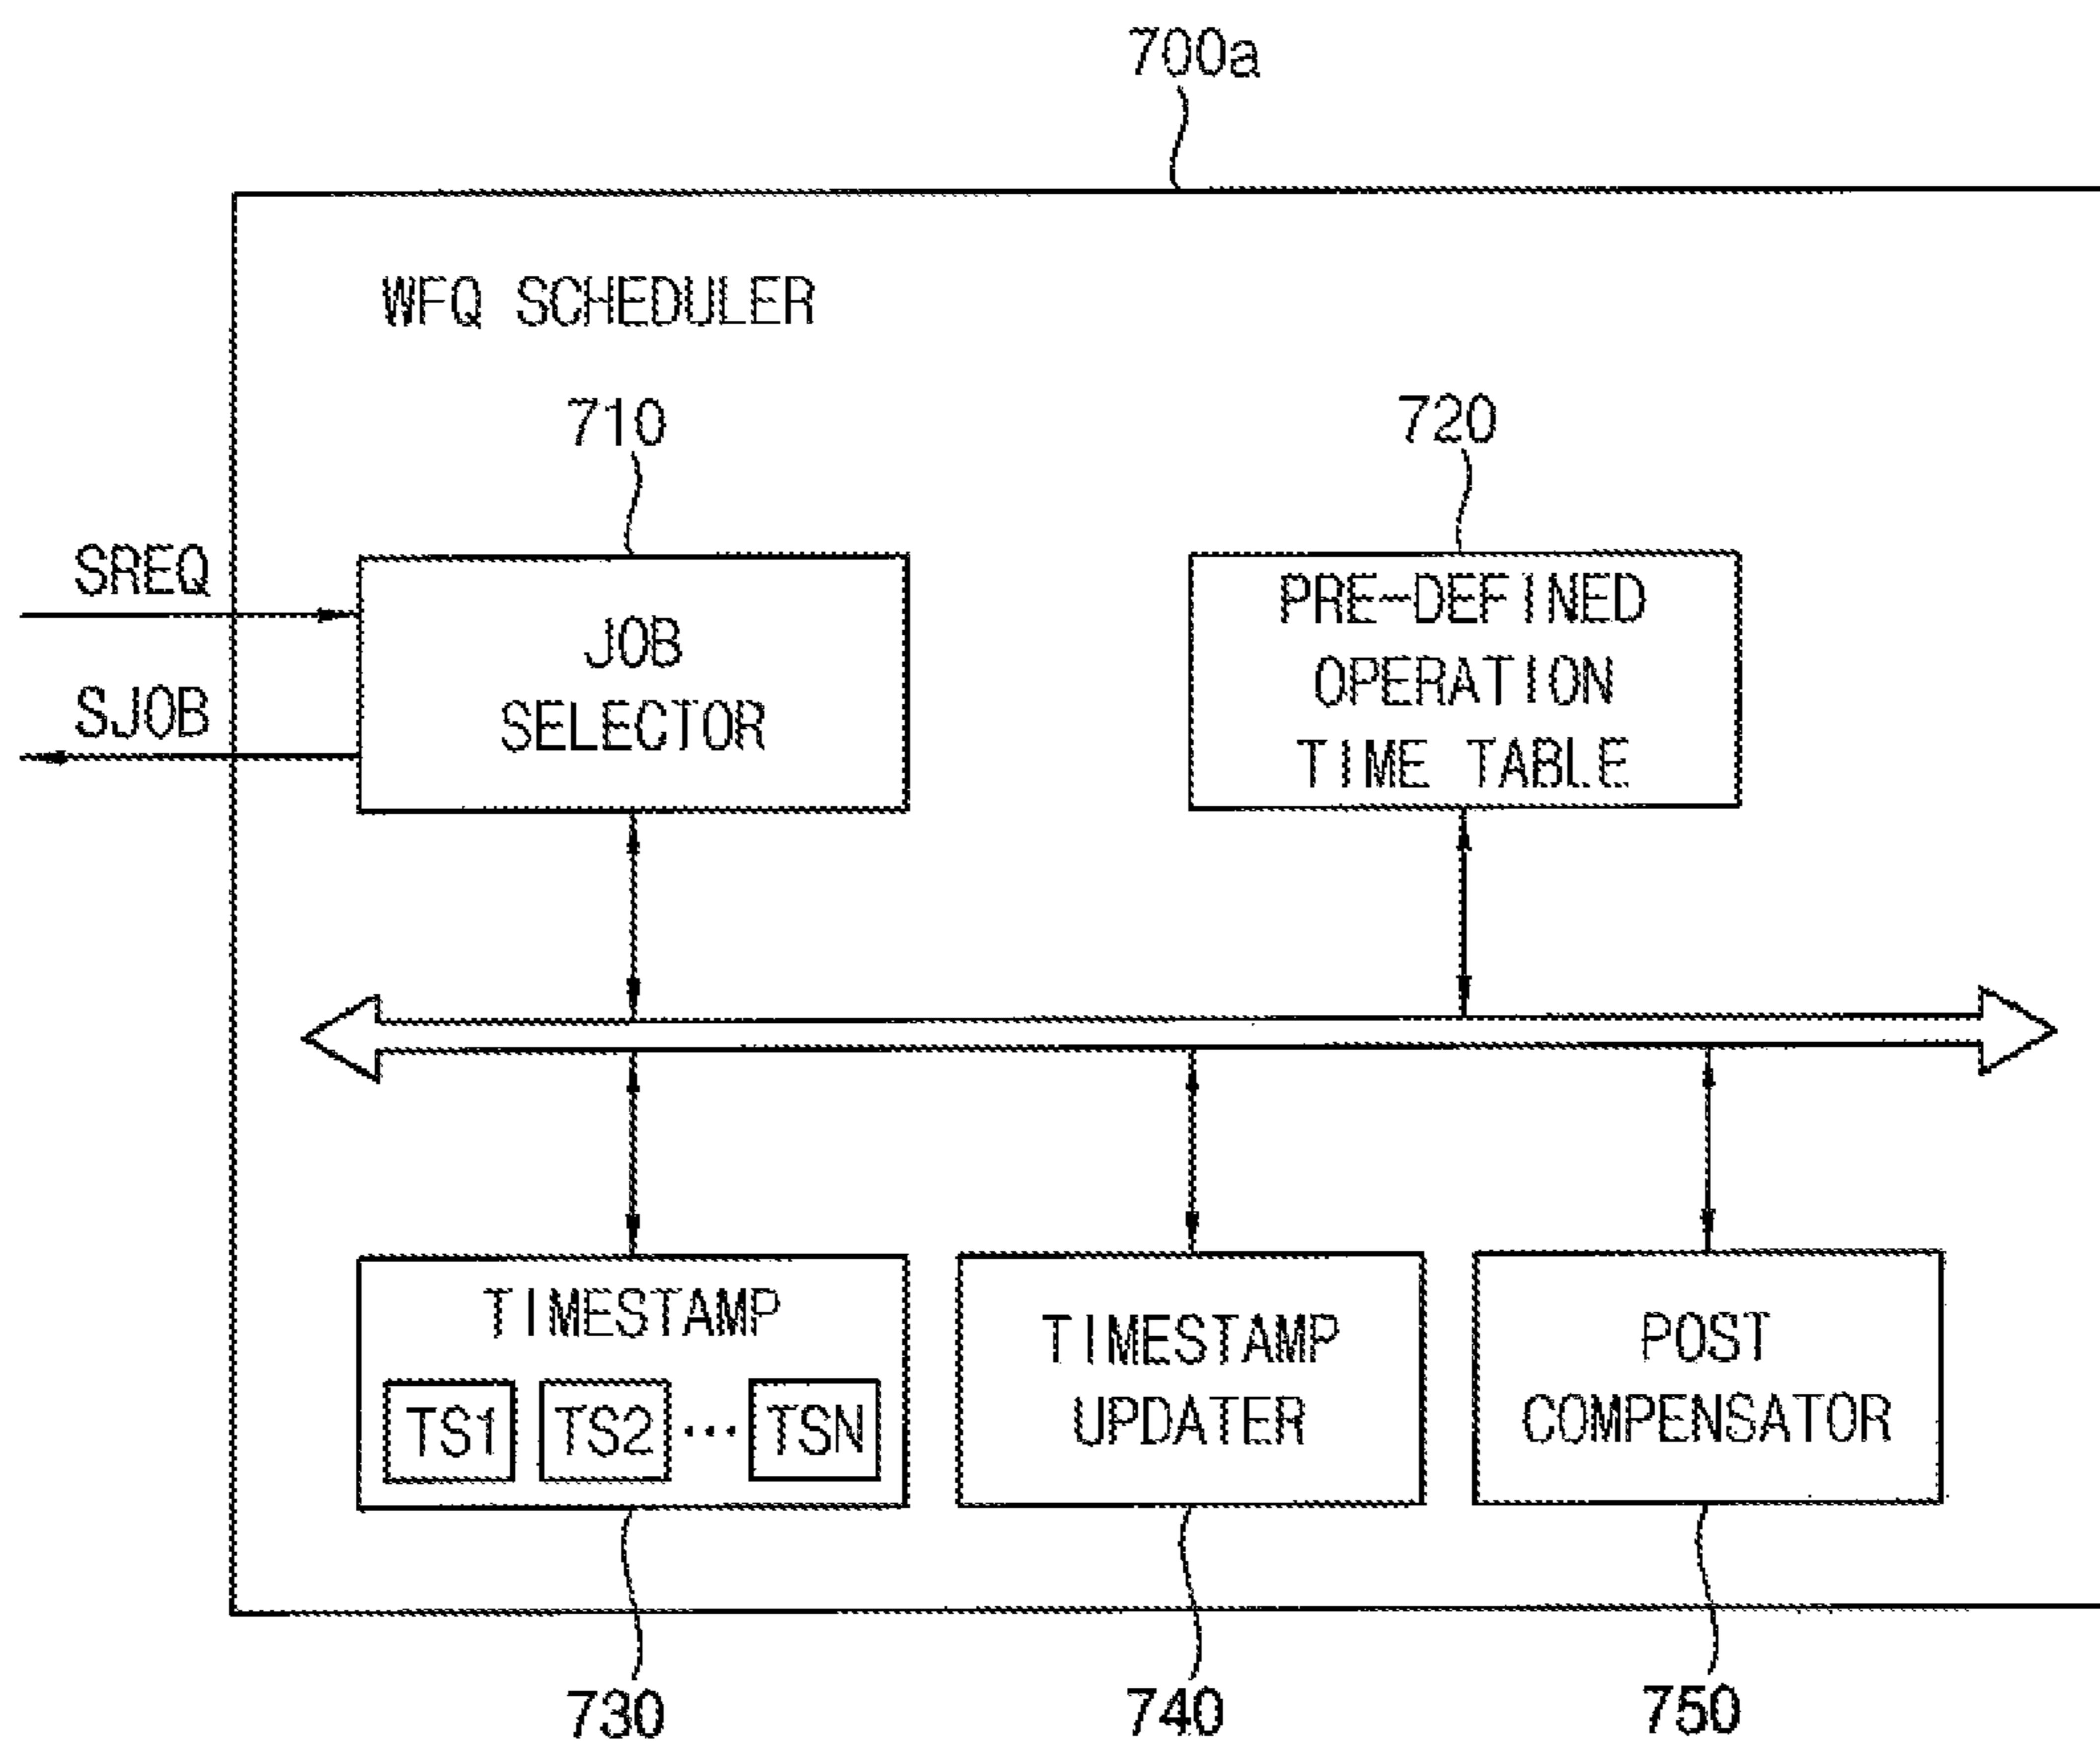 700a
WFQ SCHEDULER
710
720
SREQ
SJOB
JOB
SELECTOR
PRE-DEFINED
OPERATION
TIME TABLE
TIMESTAMP
TS1 TS2 ... TSN
TIMESTAMP
UPDATER
POST
COMPENSATOR
730
740
750